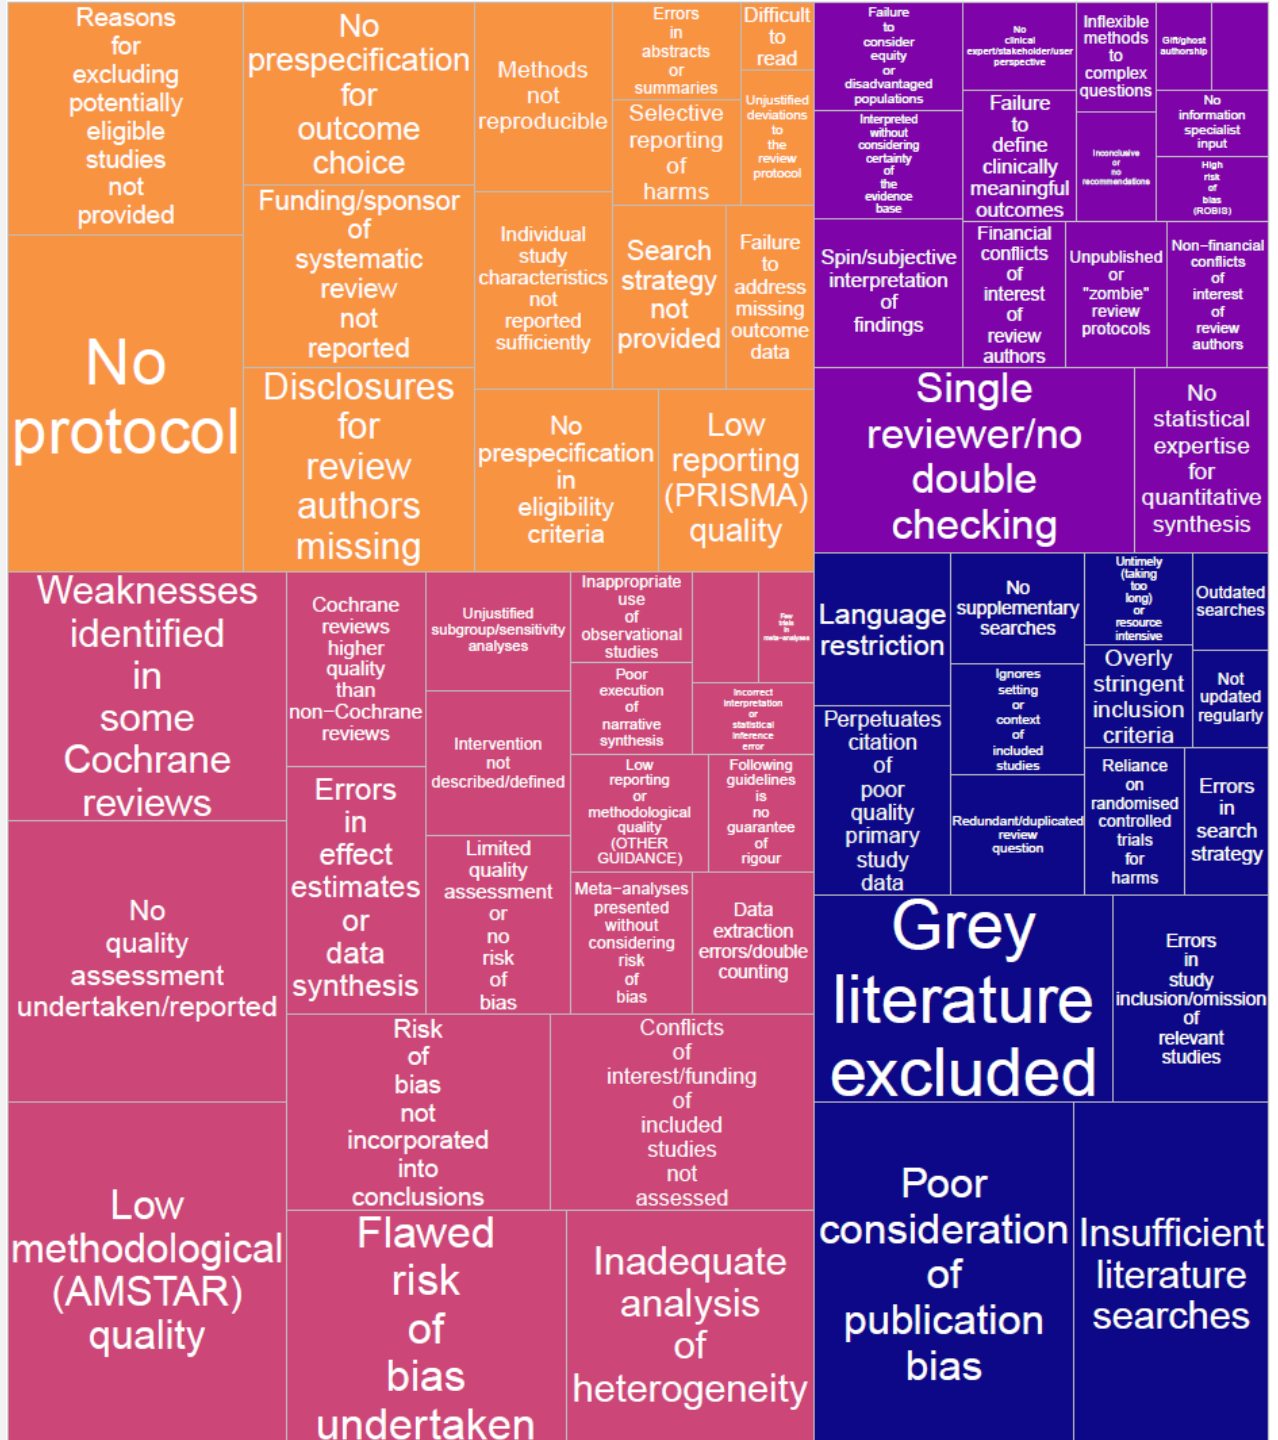 Reasons
for
excluding
potentially
eligible
studies
not
provided
No
protocol
No
prespecification
for
outcome
choice
Funding/sponsor
of
systematic
review
not
reported
Disclosures
for
review
authors
missing
Methods
not
reproducible
Individual
study
characteristics
not
reported
sufficiently
Errors
in
abstracts
or
summaries
Selective
reporting
of
harms
Difficult
to
read
Unjustified
deviations
to
the
review
protocol
Search
strategy
not
provided
Failure
to
address
missing
outcome
data
No
prespecification
in
eligibility
criteria
Low
reporting
(PRISMA)
quality
Failure
to
consider
equity
or
disadvantaged
populations
Interpreted
without
considering
certainty
of
the
evidence
base
Spin/subjective
interpretation
of
findings
No
clinical
expert/stakeholder/user
perspective
Failure
to
define
clinically
meaningful
outcomes
Inflexible
methods
to
complex
questions
Inconclusive
or
no
recommendations
Gift/ghost
authorship
No
information
specialist
input
High
risk
of
bias
(ROBIS)
Financial
conflicts
of
interest
of
review
authors
Unpublished
or
"zombie"
review
protocols
Non−financial
conflicts
of
interest
of
review
authors
Single
reviewer/no
double
checking
No
statistical
expertise
for
quantitative
synthesis
Weaknesses
identified
in
some
Cochrane
reviews
No
quality
assessment
undertaken/reported
Low
methodological
(AMSTAR)
quality
Cochrane
reviews
higher
quality
than
non−Cochrane
reviews
Errors
in
effect
estimates
or
data
synthesis
Unjustified
subgroup/sensitivity
analyses
Intervention
not
described/defined
Limited
quality
assessment
or
no
risk
of
bias
Inappropriate
use
of
observational
studies
Poor
execution
of
narrative
synthesis
Few
trials
in
meta−analyses
Incorrect
interpretation
or
statistical
inference
error
Low
reporting
or
methodological
quality
(OTHER
GUIDANCE)
Following
guidelines
is
no
guarantee
of
rigour
Meta−analyses
presented
without
considering
risk
of
bias
Data
extraction
errors/double
counting
Risk
of
bias
not
incorporated
into
conclusions
Conflicts
of
interest/funding
of
included
studies
not
assessed
Flawed
risk
of
bias
undertaken
Inadequate
analysis
of
heterogeneity
Language
restriction
Perpetuates
citation
of
poor
quality
primary
study
data
No
supplementary
searches
Ignores
setting
or
context
of
included
studies
Redundant/duplicated
review
question
Untimely
(taking
too
long)
or
resource
intensive
Outdated
searches
Overly
stringent
inclusion
criteria
Not
updated
regularly
Reliance
on
randomised
controlled
trials
for
harms
Errors
in
search
strategy
Grey
literature
excluded
Errors
in
study
inclusion/omission
of
relevant
studies
Poor
consideration
of
publication
bias
Insufficient
literature
searches